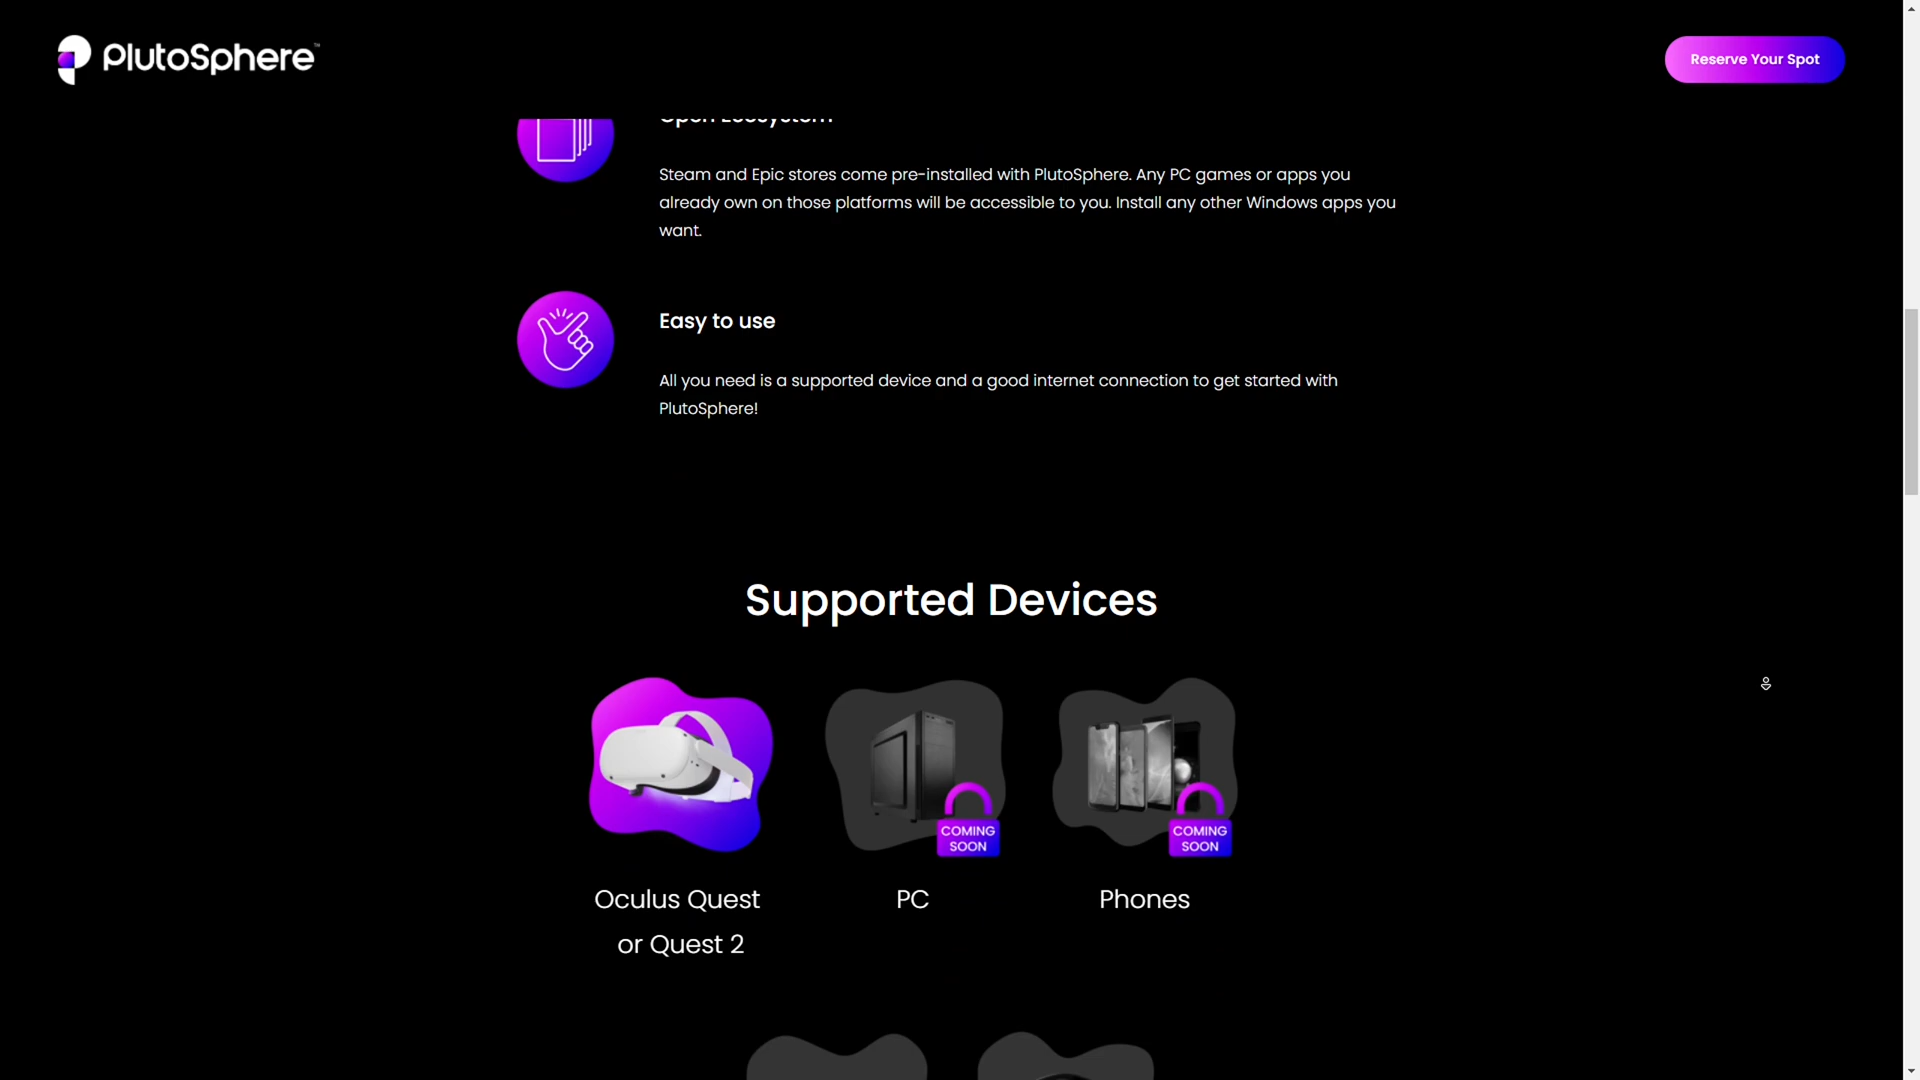 PlutoSphere™
Reserve Your Spot
Open Ecosystem
Steam and Epic stores come pre-installed with PlutoSphere. Any PC games or apps you
already own on those platforms will be accessible to you. Install any other Windows apps you
want.
Easy to use
All you need is a supported device and a good internet connection to get started with
PlutoSphere!
Supported Devices
COMING
SOON
COMING
SOON
Oculus Quest
or Quest 2
PC
Phones